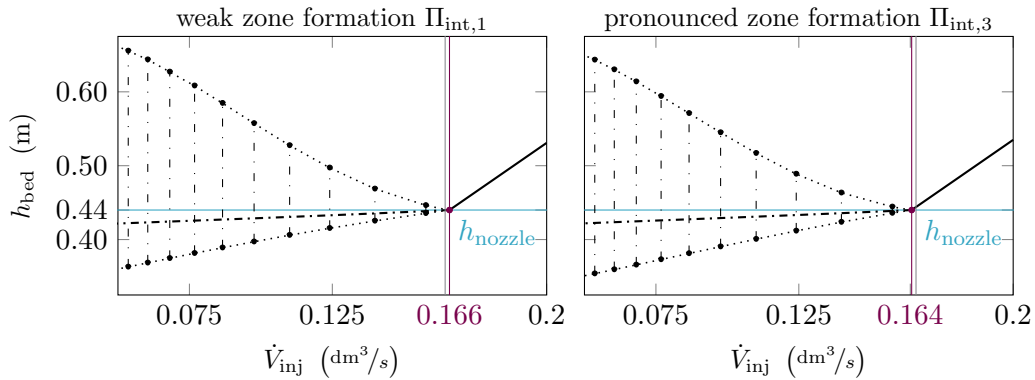 weak zone formation Π_int,1
pronounced zone formation Π_int,3
h_bed (m)
0.60
0.50
0.44
0.40
h_nozzle
h_nozzle
0.075
0.125
0.166
0.2
0.075
0.125
0.164
0.2
V̇_inj (dm³/s)
V̇_inj (dm³/s)